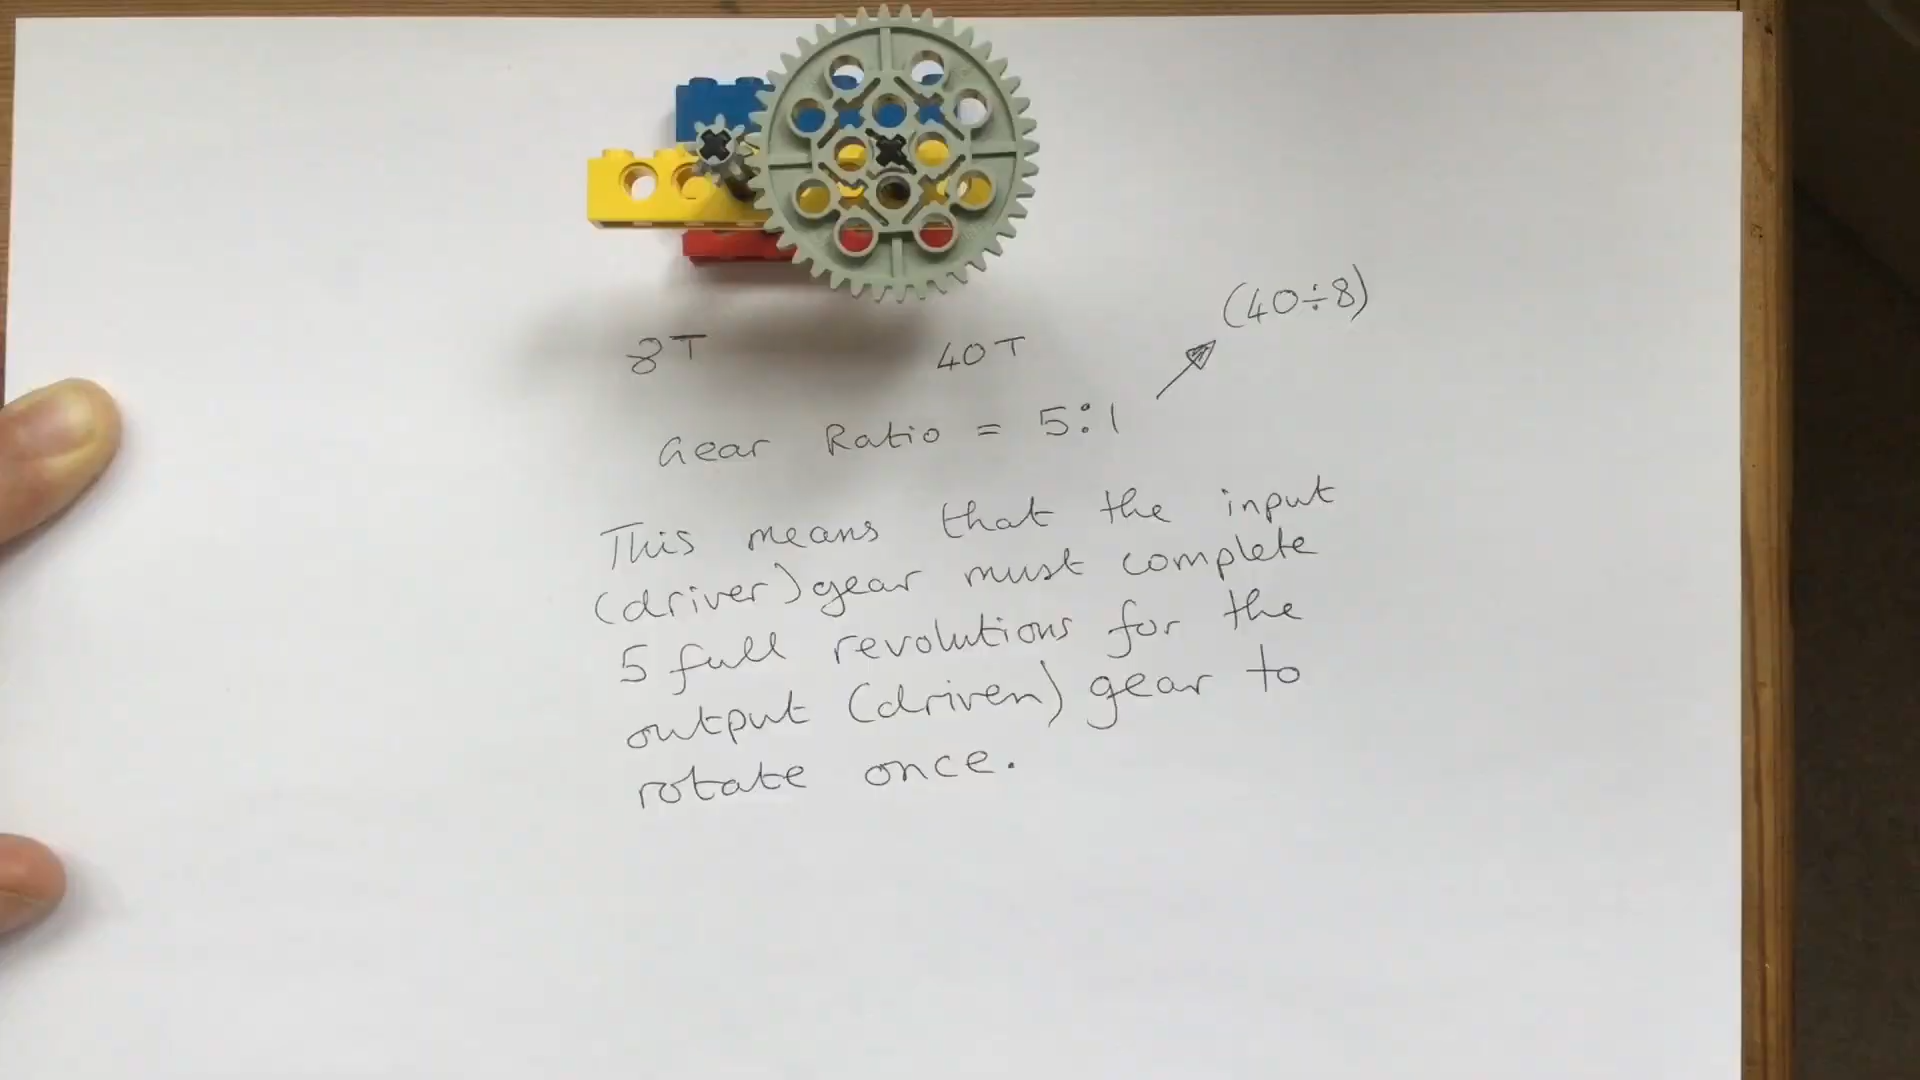 (40÷8)
8T 40T
Gear Ratio = 5:1
This means that the input
(driver) gear must complete
5 full revolutions for the
output (driven) gear to
rotate once.